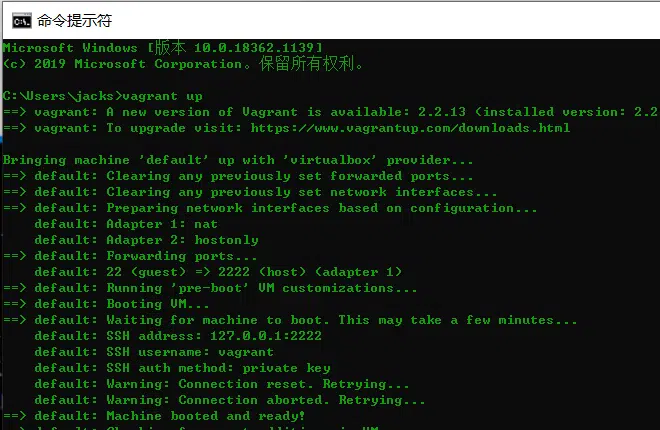 命令提示符
Microsoft Windows [版本 10.0.18362.1139]
(c) 2019 Microsoft Corporation。保留所有权利。
C:\Users\jacks>vagrant up
==> vagrant: A new version of Vagrant is available: 2.2.13 (installed version: 2.2
==> vagrant: To upgrade visit: https://www.vagrantup.com/downloads.html
Bringing machine 'default' up with 'virtualbox' provider...
==> default: Clearing any previously set forwarded ports...
==> default: Clearing any previously set network interfaces...
==> default: Preparing network interfaces based on configuration...
default: Adapter 1: nat
default: Adapter 2: hostonly
==> default: Forwarding ports...
default: 22 (guest) => 2222 (host) (adapter 1)
==> default: Running 'pre-boot' VM customizations...
==> default: Booting VM...
==> default: Waiting for machine to boot. This may take a few minutes...
default: SSH address: 127.0.0.1:2222
default: SSH username: vagrant
default: SSH auth method: private key
default: Warning: Connection reset. Retrying...
default: Warning: Connection aborted. Retrying...
==> default: Machine booted and ready!